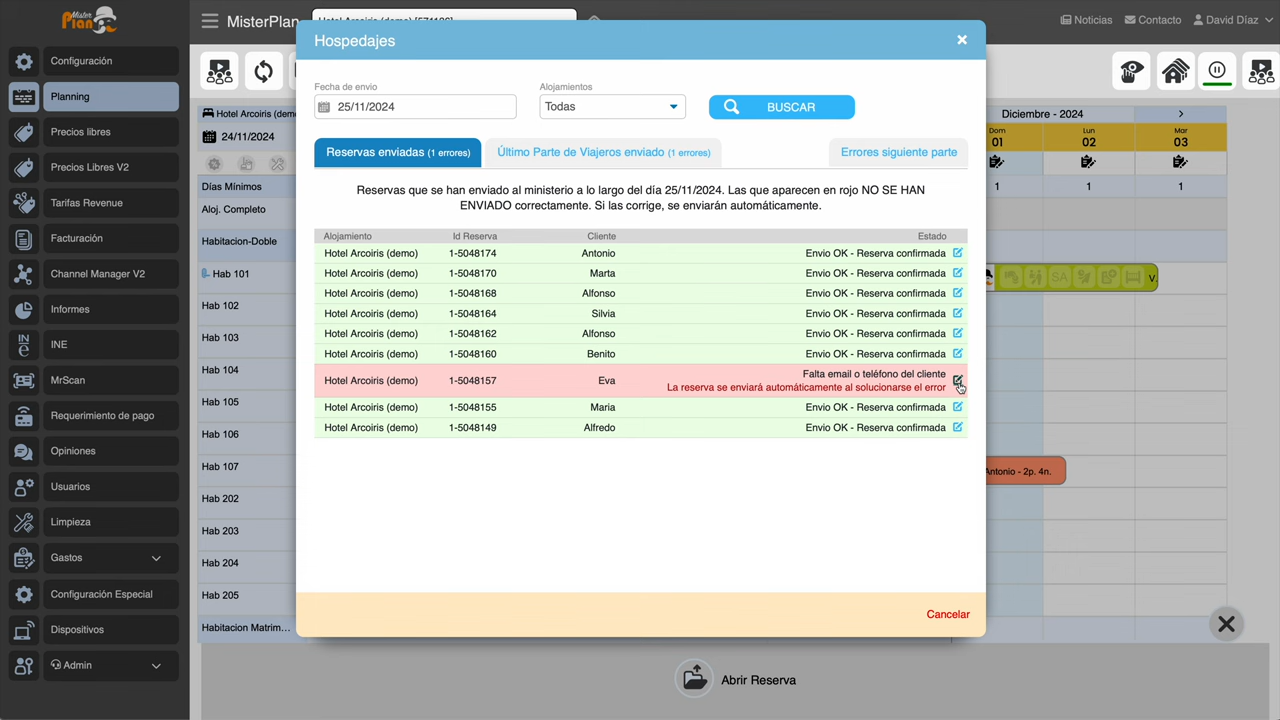 Mister Plan
MisterPlan
Hotel Arcoiris (demo) [571126]
Noticias
Contacto
David Díaz
Configuración
Planning
Precios libres
Precios Libres V2
Tarifas Revenue
Facturación
Channel Manager V2
Informes
INE
INE
MrScan
Requerimiento de pago
Opiniones
Usuarios
Limpieza
Gastos
Configuración Especial
Dispositivos
Admin
Hotel Arcoiris (dem
24/11/2024
Días Mínimos
Aloj. Completo
Habitacion-Doble
Hab 101
Hab 102
Hab 103
Hab 104
Hab 105
Hab 106
Hab 107
Hab 202
Hab 203
Hab 204
Hab 205
Habitacion Matrim...
Hospedajes
Fecha de envio
25/11/2024
Alojamientos
Todas
BUSCAR
Reservas enviadas (1 errores)
Último Parte de Viajeros enviado (1 errores)
Errores siguiente parte
Reservas que se han enviado al ministerio a lo largo del día 25/11/2024. Las que aparecen en rojo NO SE HAN
ENVIADO correctamente. Si las corrige, se enviarán automáticamente.
Alojamiento Id Reserva Cliente Estado
Hotel Arcoiris (demo) 1-5048174 Antonio Envio OK - Reserva confirmada
Hotel Arcoiris (demo) 1-5048170 Marta Envio OK - Reserva confirmada
Hotel Arcoiris (demo) 1-5048168 Alfonso Envio OK - Reserva confirmada
Hotel Arcoiris (demo) 1-5048164 Silvia Envio OK - Reserva confirmada
Hotel Arcoiris (demo) 1-5048162 Alfonso Envio OK - Reserva confirmada
Hotel Arcoiris (demo) 1-5048160 Benito Envio OK - Reserva confirmada
Hotel Arcoiris (demo) 1-5048157 Eva Falta email o teléfono del cliente
La reserva se enviará automáticamente al solucionarse el error
Hotel Arcoiris (demo) 1-5048155 Maria Envio OK - Reserva confirmada
Hotel Arcoiris (demo) 1-5048149 Alfredo Envio OK - Reserva confirmada
Cancelar
Diciembre - 2024
Dom Lun Mar
01 02 03
1 1 1
SA
V.
Antonio - 2p. 4n.
Abrir Reserva